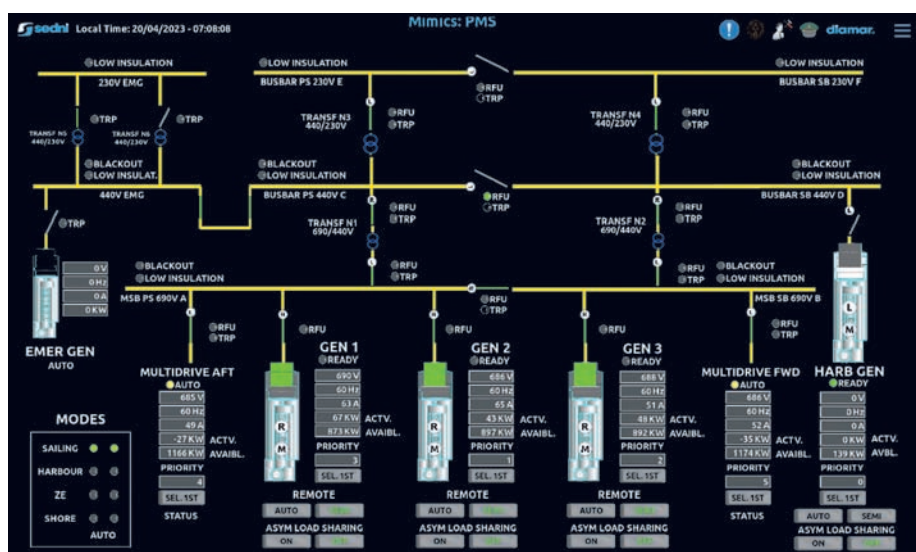 sedni Local Time: 20/04/2023 - 07:08:08
Mimics: PMS
diamar.
LOW INSULATION
230V EMG
LOW INSULATION
BUSBAR PS 230V E
LOW INSULATION
BUSBAR SB 230V F
RFU
TRP
TRP
TRP
TRANSF N5
440/230V
TRANSF N6
440/230V
TRANSF N3
440/230V
RFU
TRP
TRANSF N4
440/230V
RFU
TRP
BLACKOUT
LOW INSULAT.
440V EMG
BLACKOUT
LOW INSULATION
BUSBAR PS 440V C
BLACKOUT
LOW INSULATION
BUSBAR SB 440V D
RFU
TRP
TRP
TRANSF N1
690/440V
RFU
TRP
TRANSF N2
690/440V
RFU
TRP
L
L
R
R
L
L
L
BLACKOUT
LOW INSULATION
MSB PS 690V A
RFU
TRP
RFU
TRP
BLACKOUT
LOW INSULATION
MSB SB 690V B
R
RFU
TRP
0 V
0 Hz
0 A
0 KW
EMER GEN
AUTO
L
RFU
TRP
MULTIDRIVE AFT
AUTO
685 V
60 Hz
49 A
-27 KW ACTV.
1166 KW AVAIBL.
PRIORITY
4
SEL. 1ST
STATUS
R
RFU
GEN 1
READY
690 V
60 Hz
63 A
67 KW ACTV.
873 KW AVAIBL.
PRIORITY
3
SEL. 1ST
R
M
REMOTE
AUTO
ASYM LOAD SHARING
ON
R
RFU
GEN 2
READY
686 V
60 Hz
65 A
43 KW ACTV.
897 KW AVAIBL.
PRIORITY
1
SEL. 1ST
R
M
REMOTE
AUTO
ASYM LOAD SHARING
ON
R
RFU
GEN 3
READY
688 V
60 Hz
51 A
48 KW ACTV.
892 KW AVAIBL.
PRIORITY
2
SEL. 1ST
R
M
REMOTE
AUTO
ASYM LOAD SHARING
ON
L
RFU
TRP
MULTIDRIVE FWD
AUTO
686 V
60 Hz
52 A
-35 KW ACTV.
1174 KW AVAIBL.
PRIORITY
5
SEL. 1ST
STATUS
L
M
HARB GEN
READY
0 V
0 Hz
0 A
0 KW ACTV.
139 KW AVBL.
PRIORITY
0
SEL. 1ST
AUTO SEMI
ASYM LOAD SHARING
ON
MODES
SAILING
HARBOUR
ZE
SHORE
AUTO